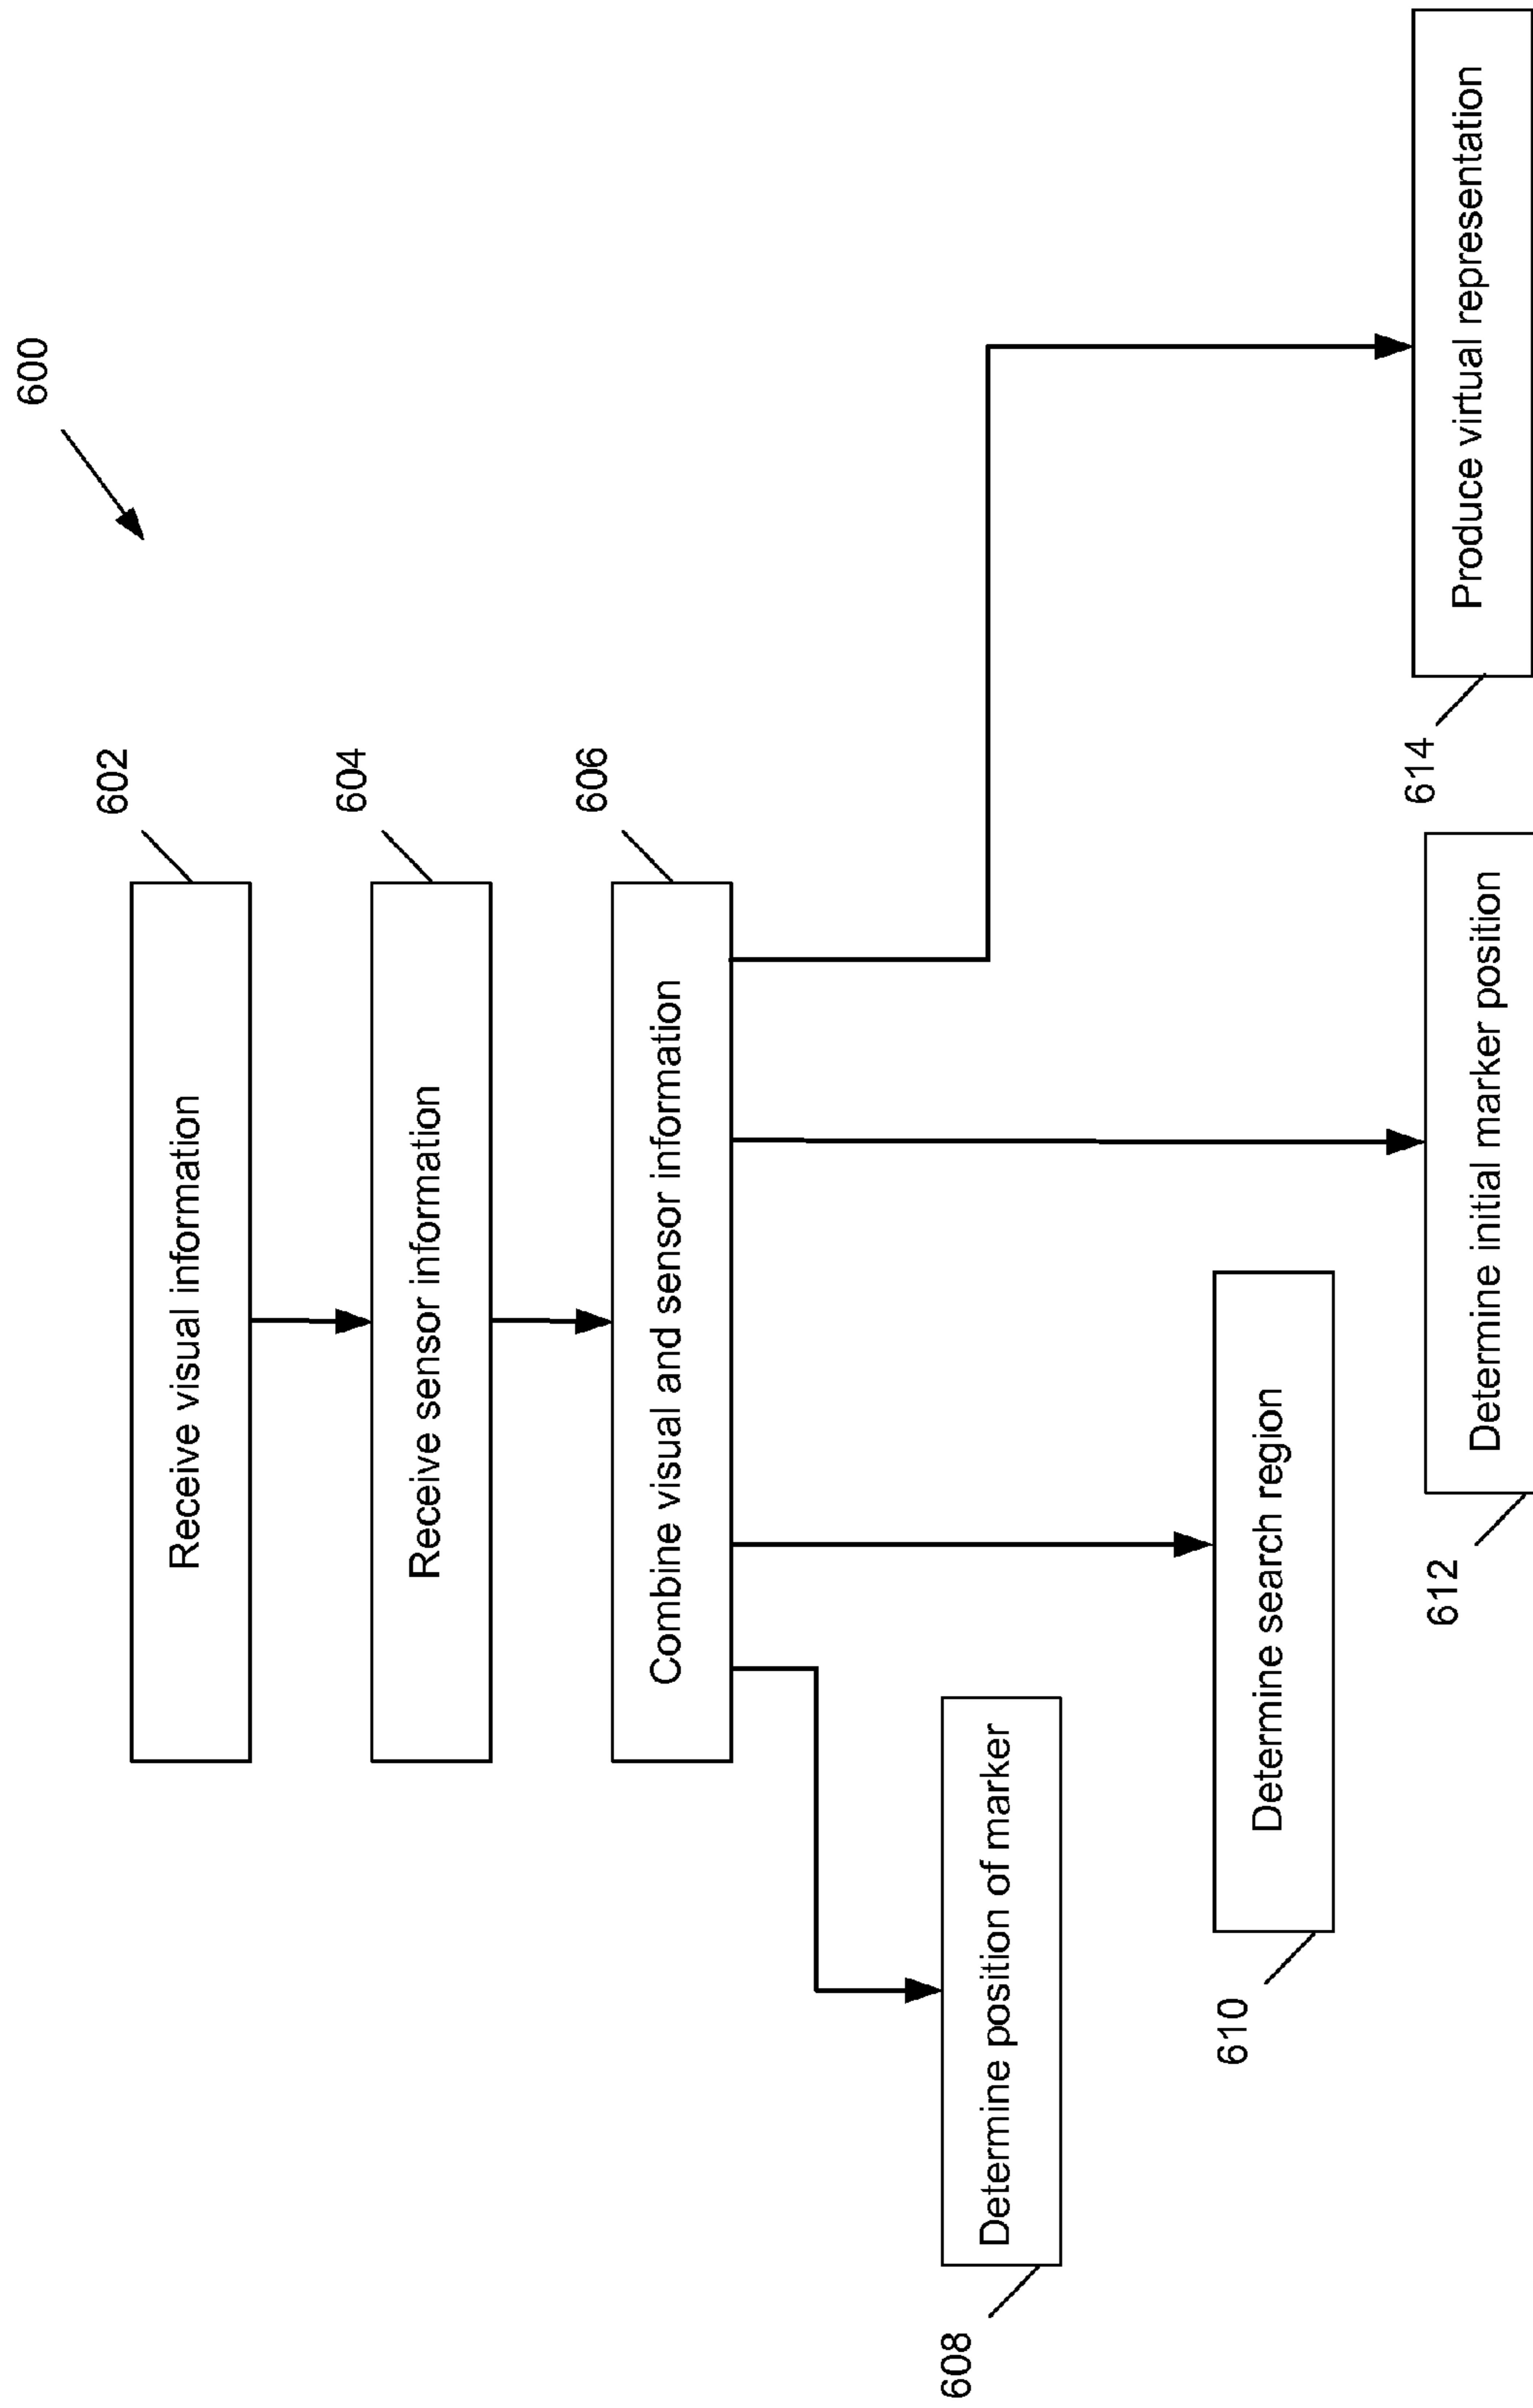 600
602
Receive visual information
604
Receive sensor information
606
Combine visual and sensor information
608
Determine position of marker
610
Determine search region
612
Determine initial marker position
614
Produce virtual representation